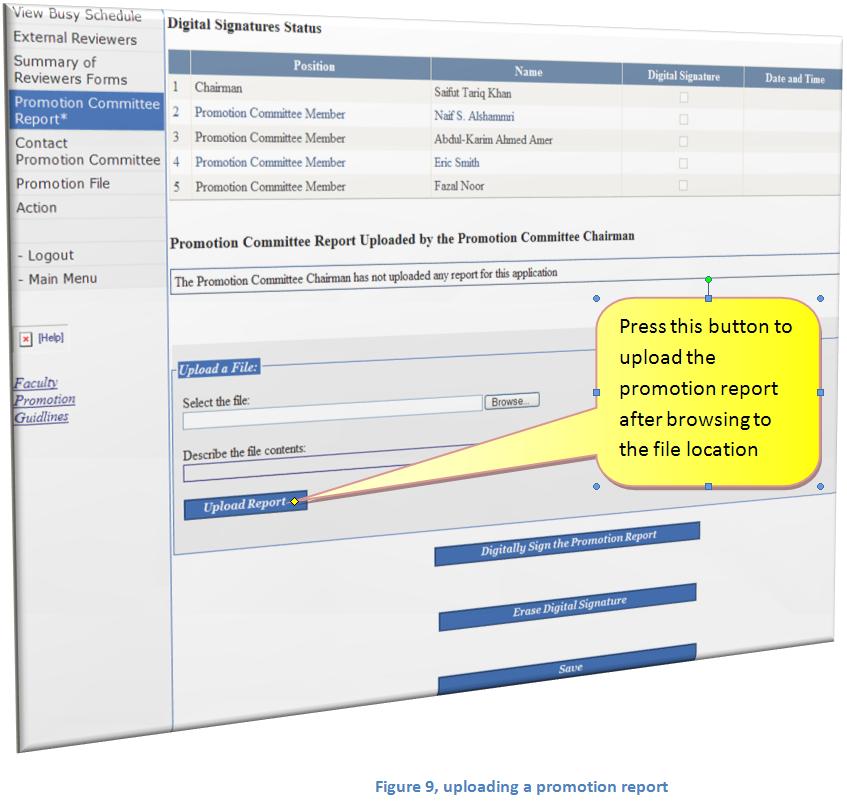 View Busy Schedule
External Reviewers
Summary of
Reviewers Forms
Promotion Committee
Report*
Contact
Promotion Committee
Promotion File
Action
- Logout
- Main Menu
[Help]
Faculty
Promotion
Guidlines
Digital Signatures Status
Position Name Digital Signature Date and Time
1 Chairman Saifut Tariq Khan
2 Promotion Committee Member Naif S. Alshammri
3 Promotion Committee Member Abdul-Karim Ahmed Amer
4 Promotion Committee Member Eric Smith
5 Promotion Committee Member Fazal Noor
Promotion Committee Report Uploaded by the Promotion Committee Chairman
The Promotion Committee Chairman has not uploaded any report for this application
Upload a File:
Select the file:
Browse...
Describe the file contents:
Upload Report
Press this button to
upload the
promotion report
after browsing to
the file location
Digitally Sign the Promotion Report
Erase Digital Signature
Save
Figure 9, uploading a promotion report